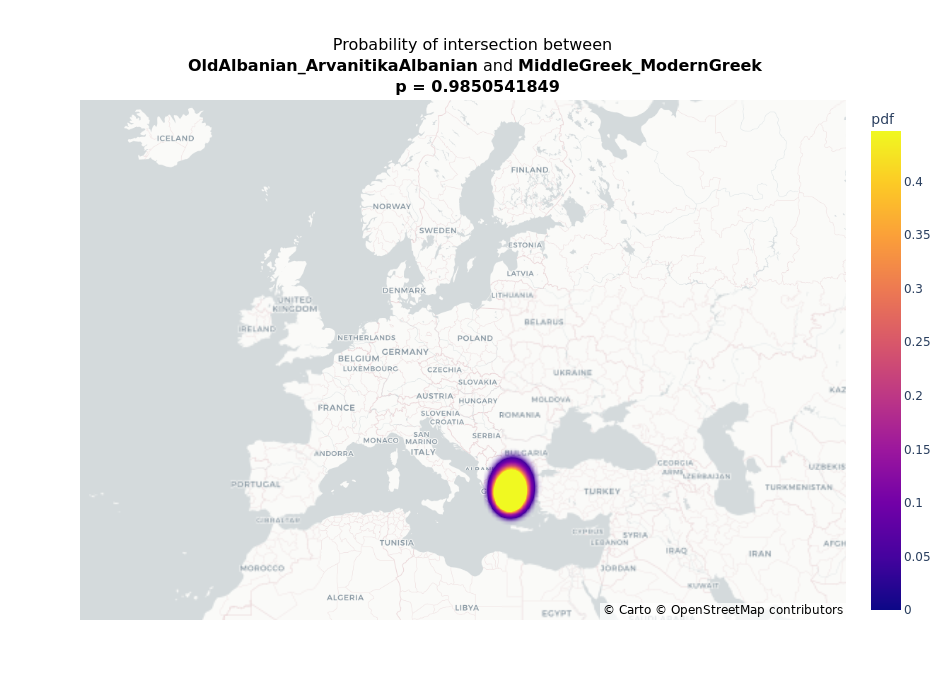 Probability of intersection between
OldAlbanian_ArvanitikaAlbanian and MiddleGreek_ModernGreek
p = 0.9850541849
pdf
ICELAND
FINLAND
NORWAY
SWEDEN
ESTONIA
LATVIA
DENMARK
LITHUANIA
UNITED
KINGDOM
IRELAND
BELARUS
NETHERLANDS
POLAND
GERMANY
BELGIUM
LUXEMBOURG
CZECHIA
UKRAINE
SLOVAKIA
AUSTRIA
HUNGARY
MOLDOVA
FRANCE
SLOVENIA
CROATIA
ROMANIA
SAN
MARINO
MONACO
SERBIA
ITALY
ANDORRA
BULGARIA
GEORGIA
PORTUGAL
TURKEY
TURKMENISTAN
GIBRALTAR
CYPRUS
SYRIA
LEBANON
TUNISIA
IRAQ
IRAN
MOROCCO
JORDAN
KUWAIT
ALGERIA
LIBYA
EGYPT
KAZ
UZBEKIS
AFGH
0.4
0.35
0.3
0.25
0.2
0.15
0.1
0.05
0
© Carto © OpenStreetMap contributors